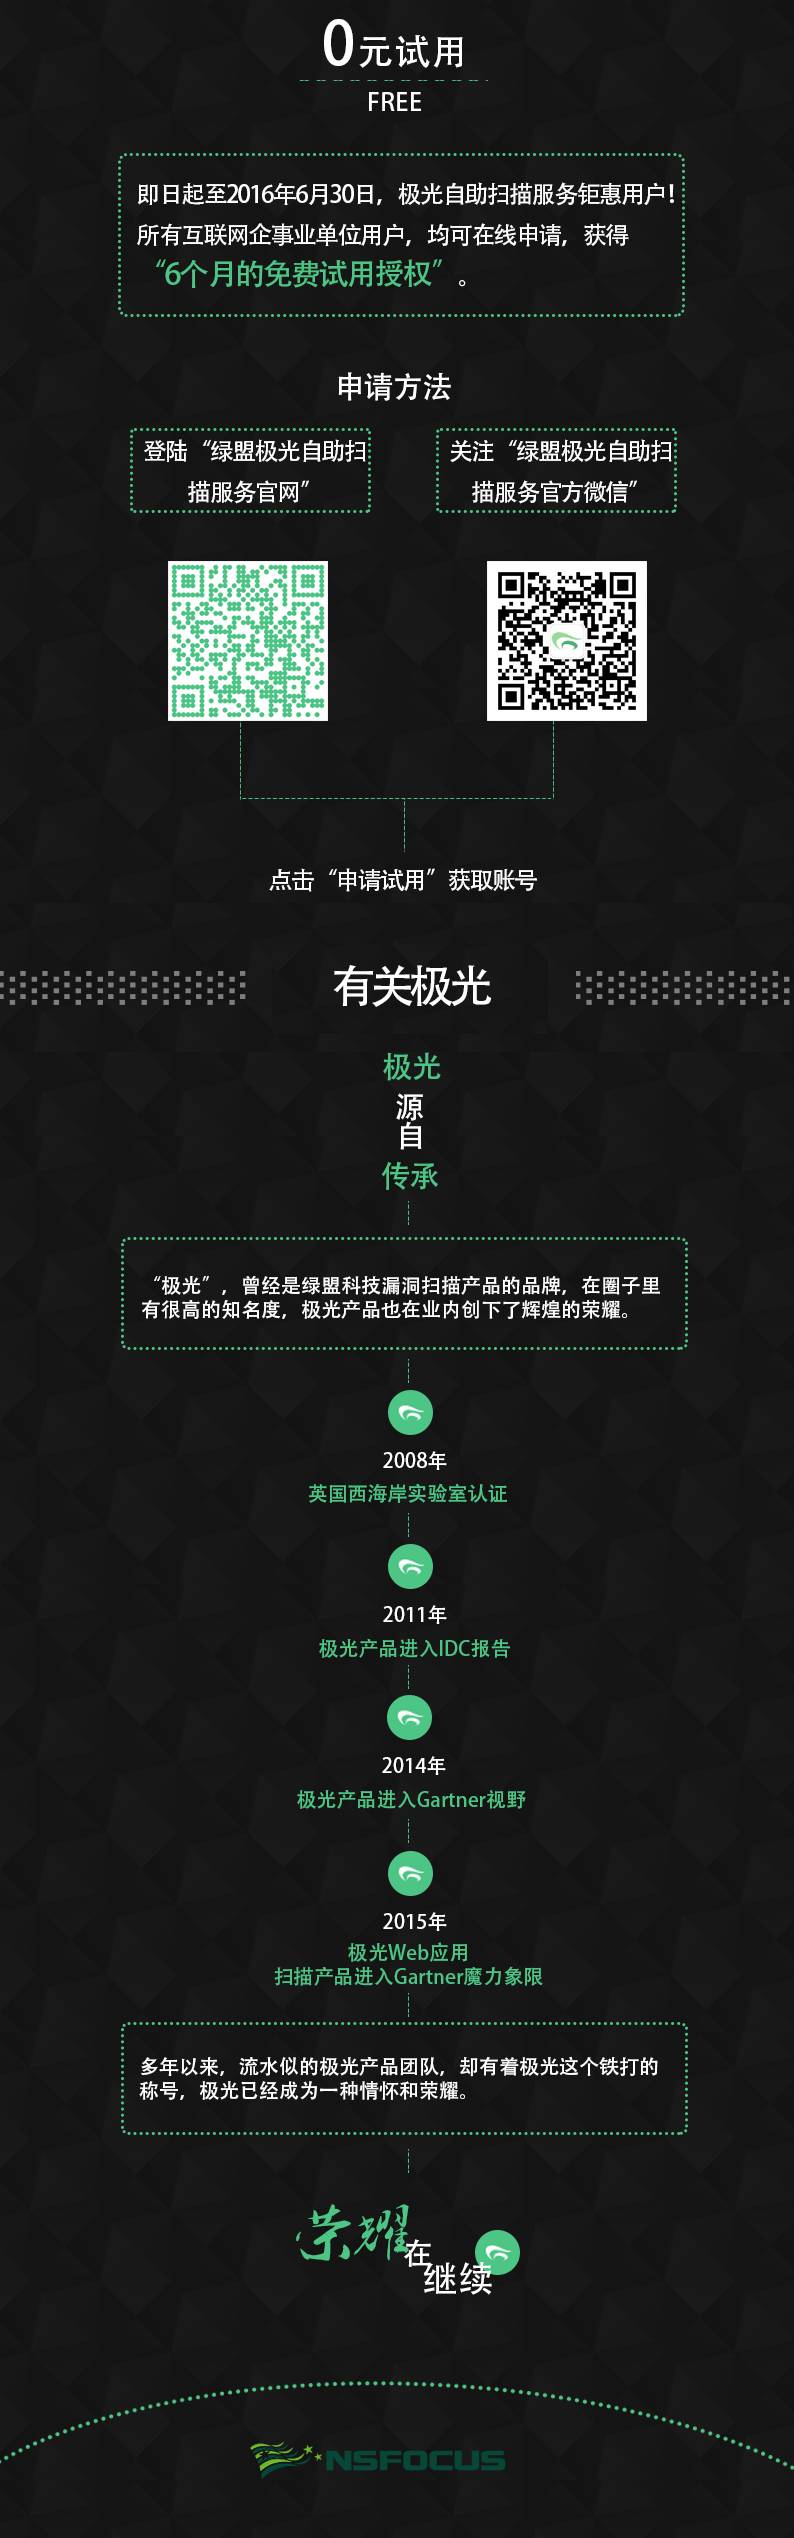 0元试用
FREE
即日起至2016年6月30日，极光自助扫描服务钜惠用户！
所有互联网企事业单位用户，均可在线申请，获得
“6个月的免费试用授权”。
申请方法
登陆“绿盟极光自助扫
描服务官网”
关注“绿盟极光自助扫
描服务官方微信”
点击“申请试用”获取账号
有关极光
极光
源
自
传承
“极光”，曾经是绿盟科技漏洞扫描产品的品牌，在圈子里
有很高的知名度，极光产品也在业内创下了辉煌的荣耀。
2008年
英国西海岸实验室认证
2011年
极光产品进入IDC报告
2014年
极光产品进入Gartner视野
2015年
极光Web应用
扫描产品进入Gartner魔力象限
多年以来，流水似的极光产品团队，却有着极光这个铁打的
称号，极光已经成为一种情怀和荣耀。
荣耀
在
继续
NSFOCUS